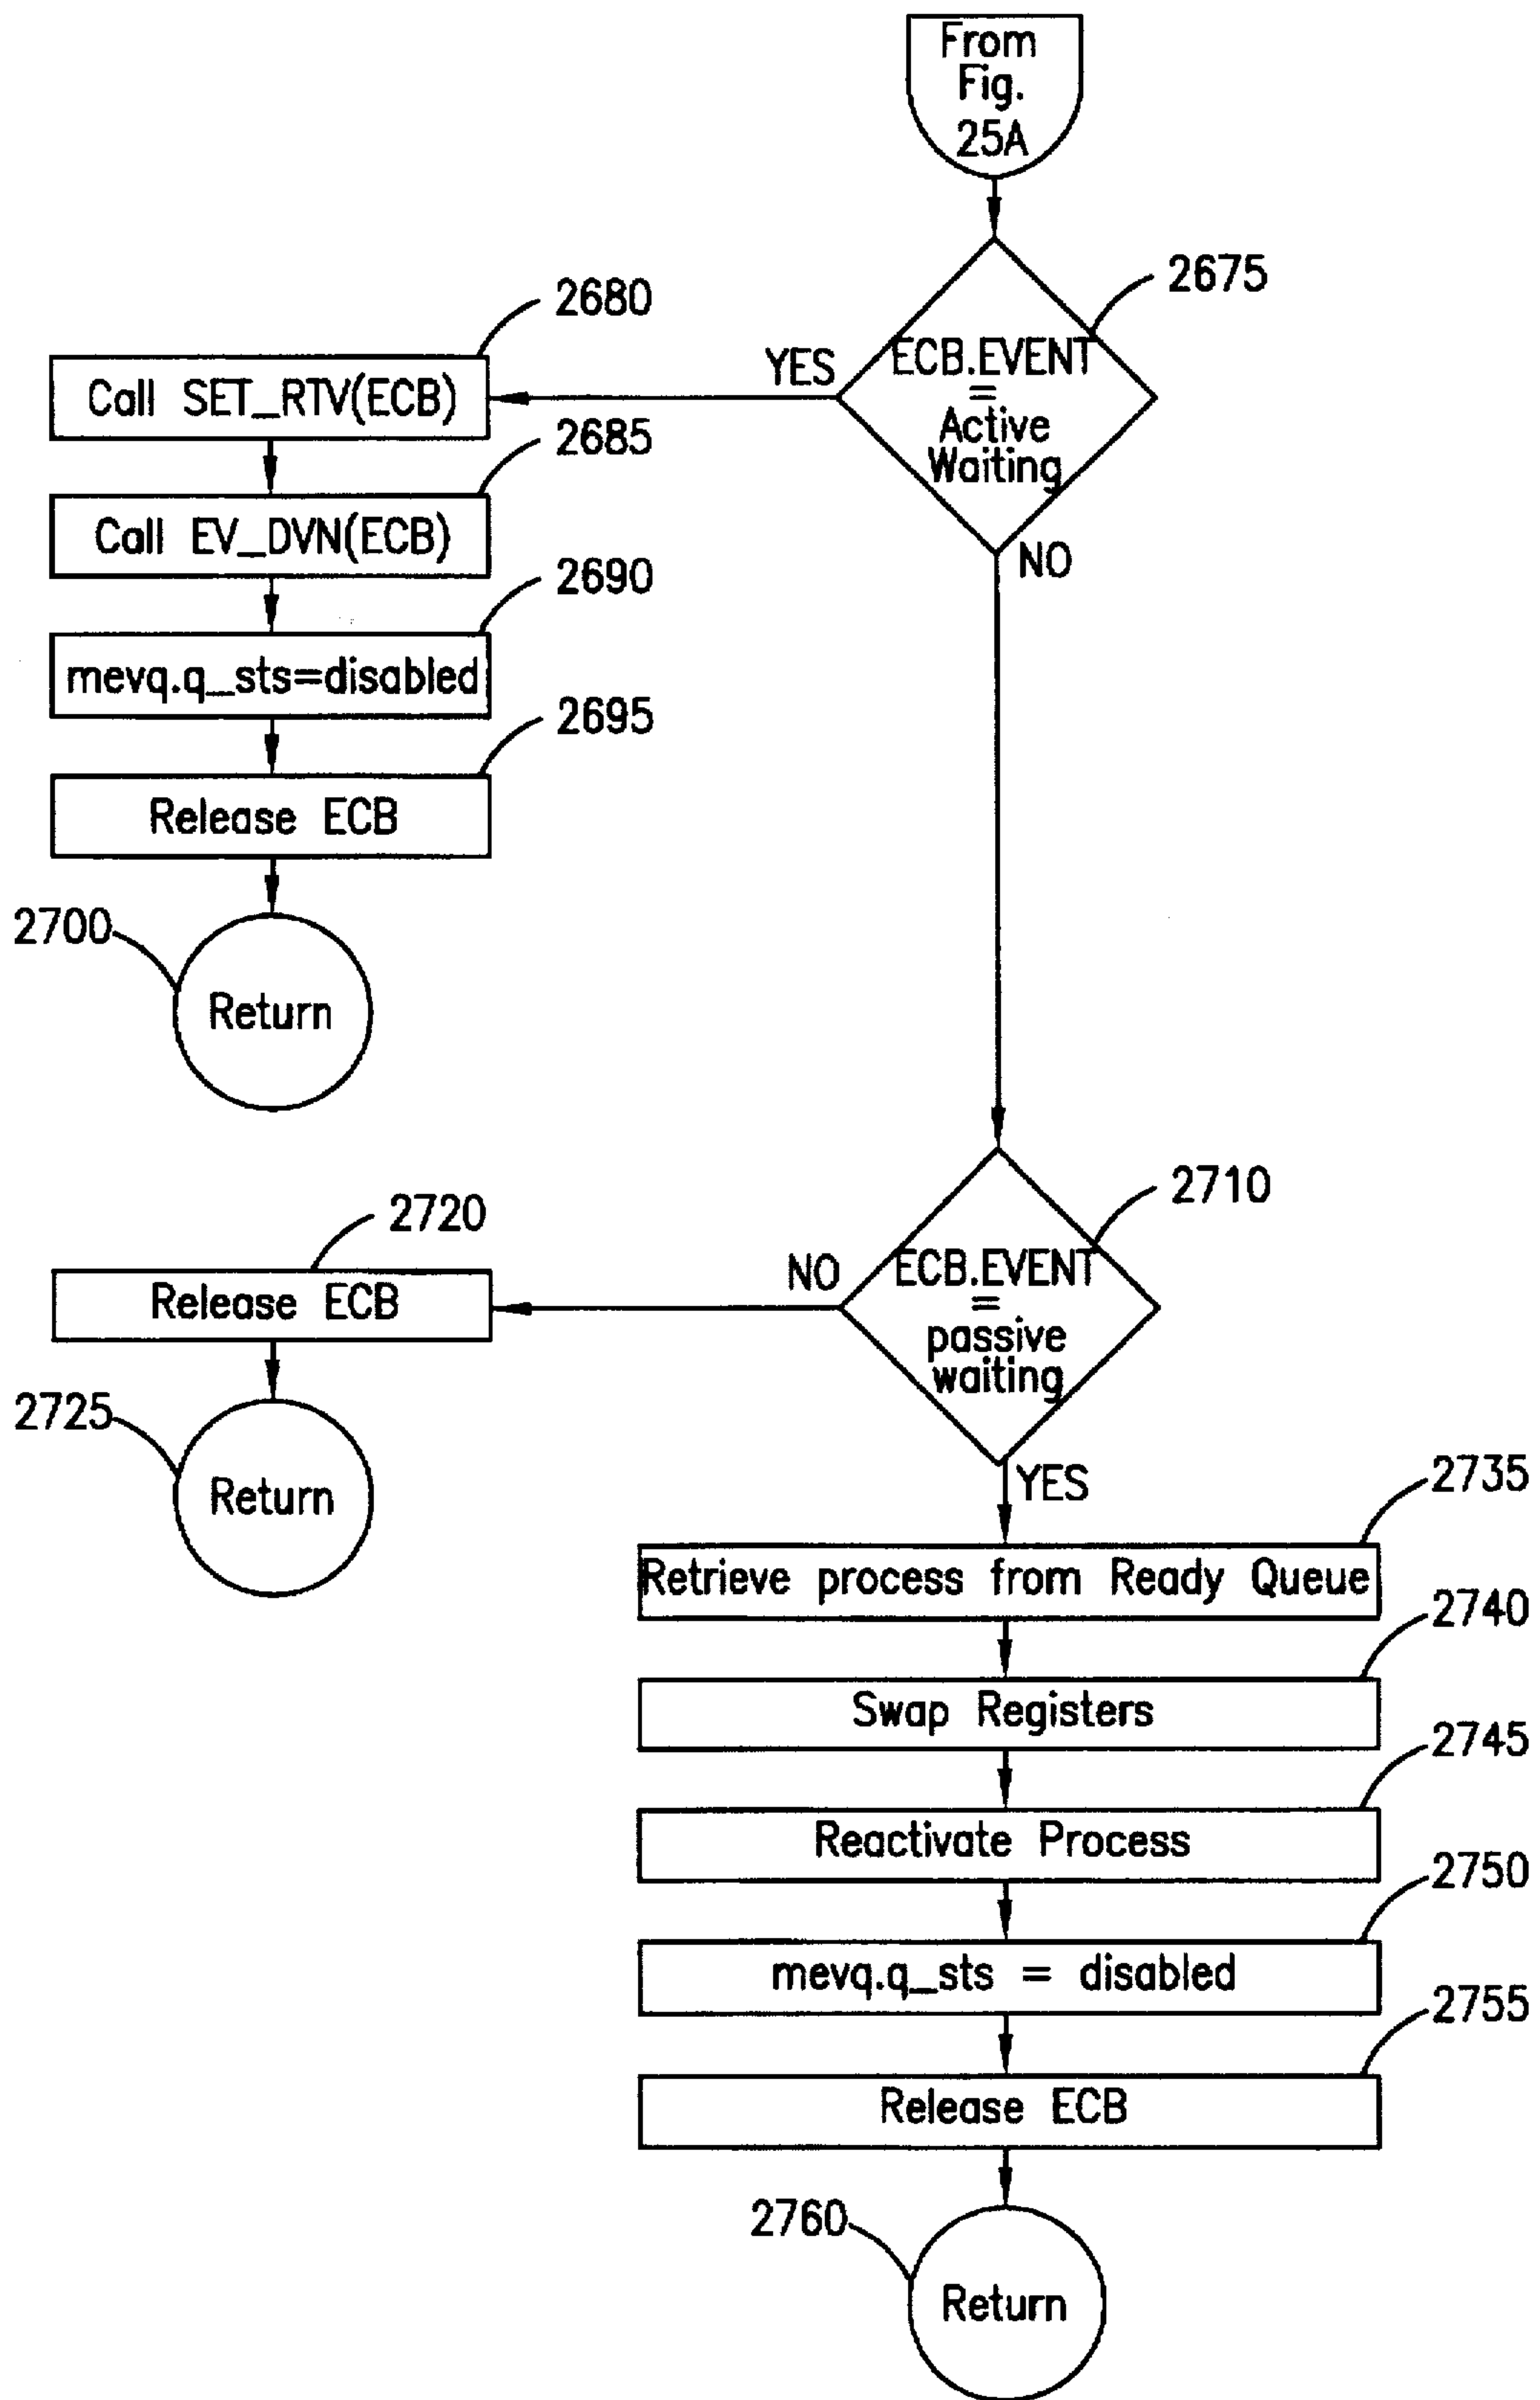 From
Fig.
25A
2675
ECB.EVENT
=
Active
Waiting
YES
NO
2680
Call SET_RTV(ECB)
2685
Call EV_DVN(ECB)
2690
mevq.q_sts=disabled
2695
Release ECB
2700
Return
2710
ECB.EVENT
=
passive
waiting
NO
YES
2720
Release ECB
2725
Return
2735
Retrieve process from Ready Queue
2740
Swap Registers
2745
Reactivate Process
2750
mevq.q_sts = disabled
2755
Release ECB
2760
Return